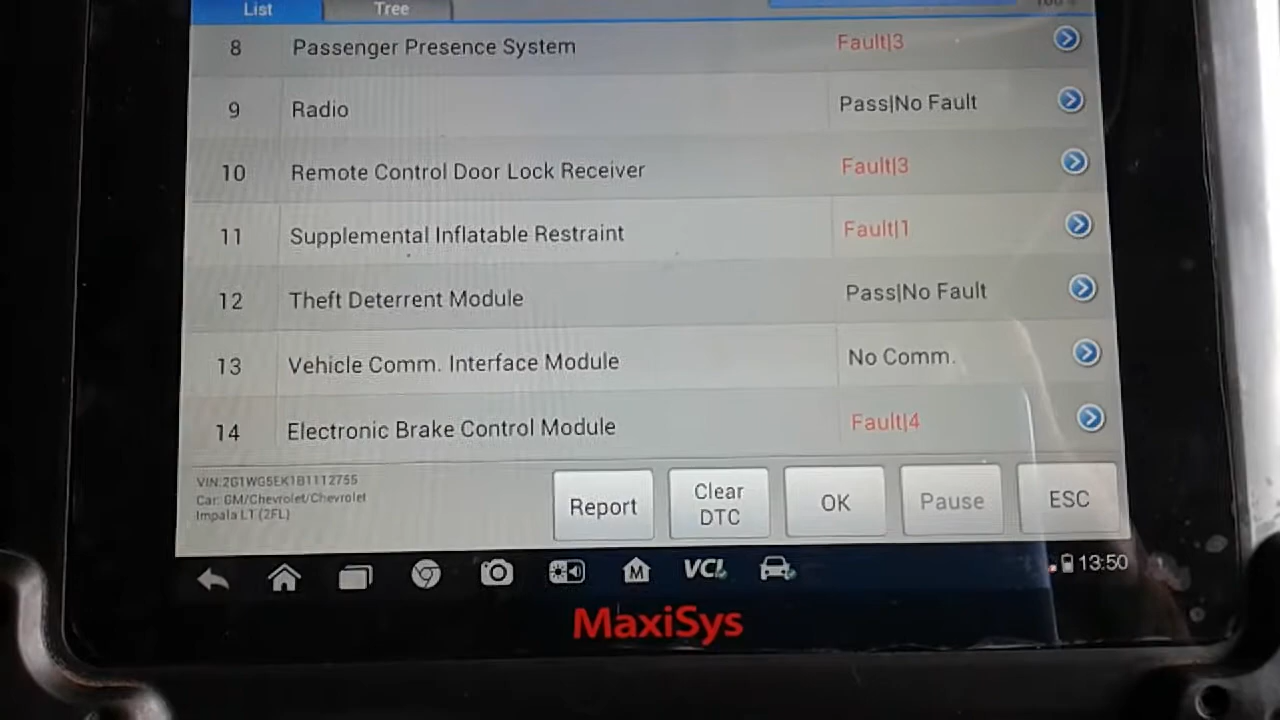 List Tree
8 Passenger Presence System Fault|3
9 Radio Pass|No Fault
10 Remote Control Door Lock Receiver Fault|3
11 Supplemental Inflatable Restraint Fault|1
12 Theft Deterrent Module Pass|No Fault
13 Vehicle Comm. Interface Module No Comm.
14 Electronic Brake Control Module Fault|4
VIN:2G1WG5EK1B1112755
Car: GM/Chevrolet/Chevrolet
Impala LT (2FL)
Report
Clear
DTC
OK
Pause
ESC
M
VCI
13:50
MaxiSys